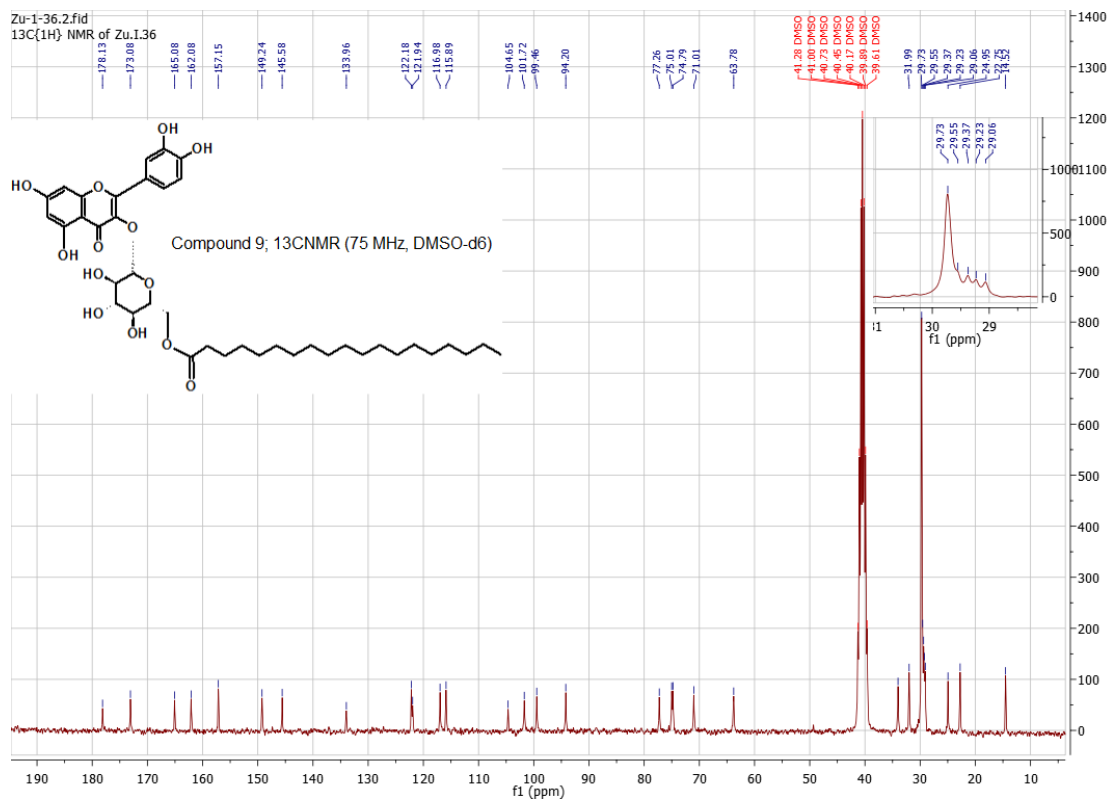 Zu-1-36.2.fid
13C{1H} NMR of Zu.I.36
178.13
173.08
165.08
162.08
157.15
149.24
145.58
133.96
122.18
121.94
116.98
115.89
104.65
101.72
99.46
94.20
77.26
75.01
74.79
71.01
63.78
41.28 DMSO
41.00 DMSO
40.73 DMSO
40.45 DMSO
40.17 DMSO
39.89 DMSO
39.61 DMSO
31.99
29.73
29.55
29.37
29.23
29.06
24.95
22.75
14.52
OH
OH
HO
O
O
OH
O
HO
O
HO
OH
O
O
Compound 9; 13CNMR (75 MHz, DMSO-d6)
29.73
29.55
29.37
29.23
29.06
1000
500
0
31 30 29
f1 (ppm)
1400
1300
1200
1100
1000
900
800
700
600
500
400
300
200
100
0
190 180 170 160 150 140 130 120 110 100 90 80 70 60 50 40 30 20 10
f1 (ppm)